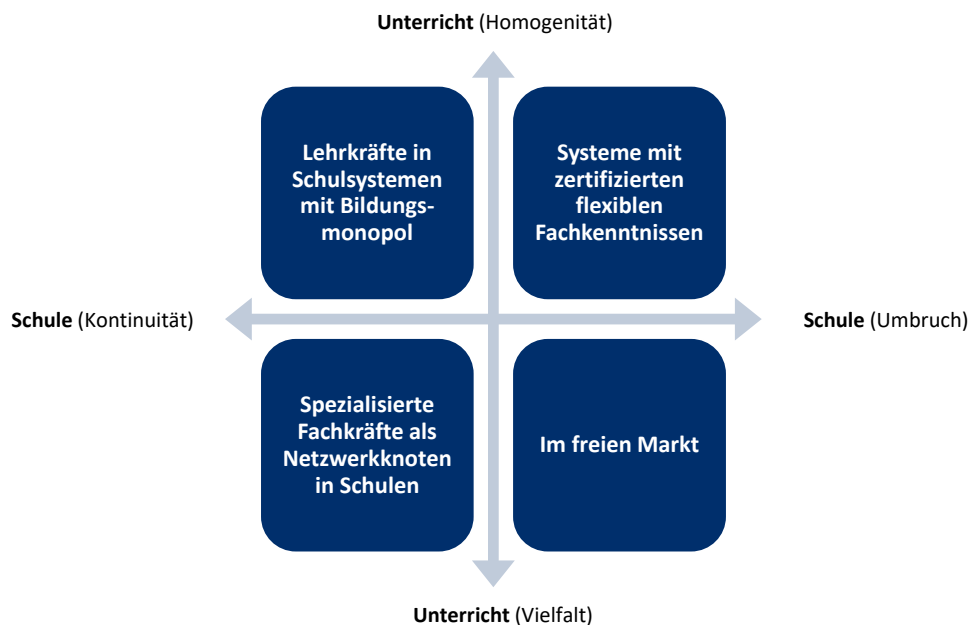 Unterricht (Homogenität)
Lehrkräfte in
Schulsystemen
mit Bildungs-
monopol
Systeme mit
zertifizierten
flexiblen
Fachkenntnissen
Schule (Kontinuität)
Schule (Umbruch)
Spezialisierte
Fachkräfte als
Netzwerkknoten
in Schulen
Im freien Markt
Unterricht (Vielfalt)